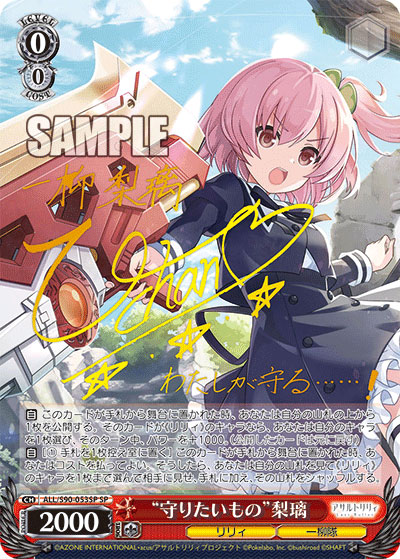 LEVEL
0
0
COST
SAMPLE
一柳 梨璃
わたしが守る……!
自 このカードが手札から舞台に置かれた時、あなたは自分の山札の上から
1枚を公開する。そのカードが《リリィ》のキャラなら、あなたは自分のキャラ
を1枚選び、そのターン中、パワーを+1000。(公開したカードは元に戻す)
自 [(0) 手札を1枚控え室に置く] このカードが手札から舞台に置かれた時、あ
なたはコストを払ってよい。そうしたら、あなたは自分の山札を見て《リリィ》の
キャラを1枚まで選んで相手に見せ、手札に加え、その山札をシャッフルする。
CH ALL/S90-053SP SP
2000
“守りたいもの”梨璃
アサルトリリィ
リリィ
一柳隊
©AZONE INTERNATIONAL・acus/アサルトリリィプロジェクト ©Pokelabo, Inc. ©bushiroad ©SHAFT